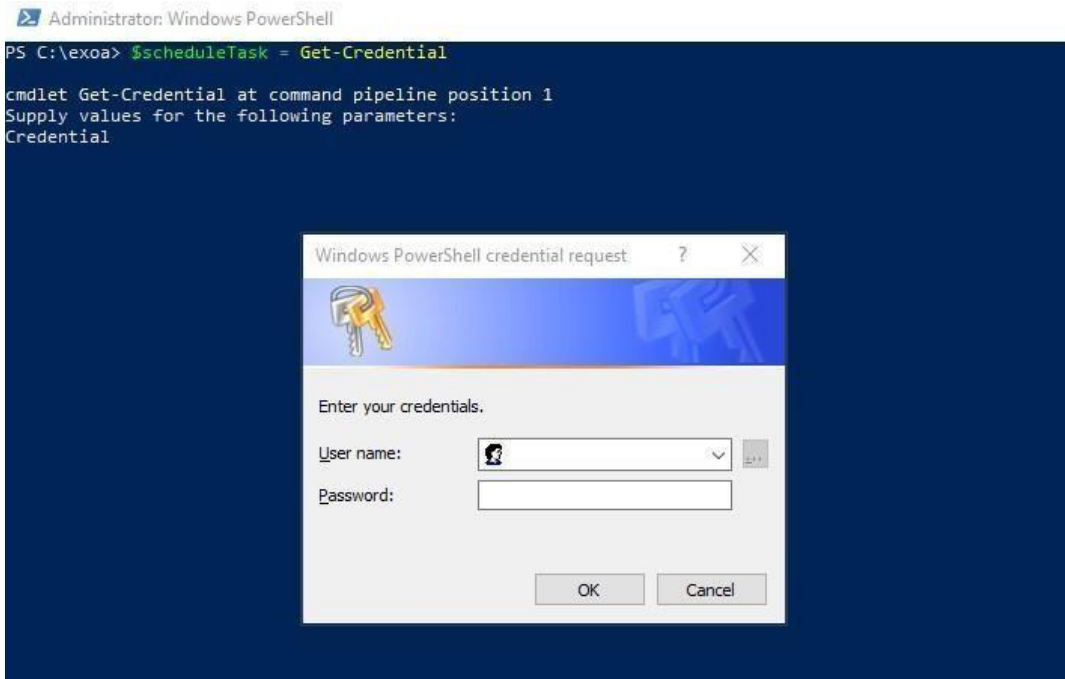 Administrator: Windows PowerShell
PS C:\exoa> $scheduleTask = Get-Credential
cmdlet Get-Credential at command pipeline position 1
Supply values for the following parameters:
Credential
Windows PowerShell credential request ?
Enter your credentials.
User name:
...
Password:
OK Cancel